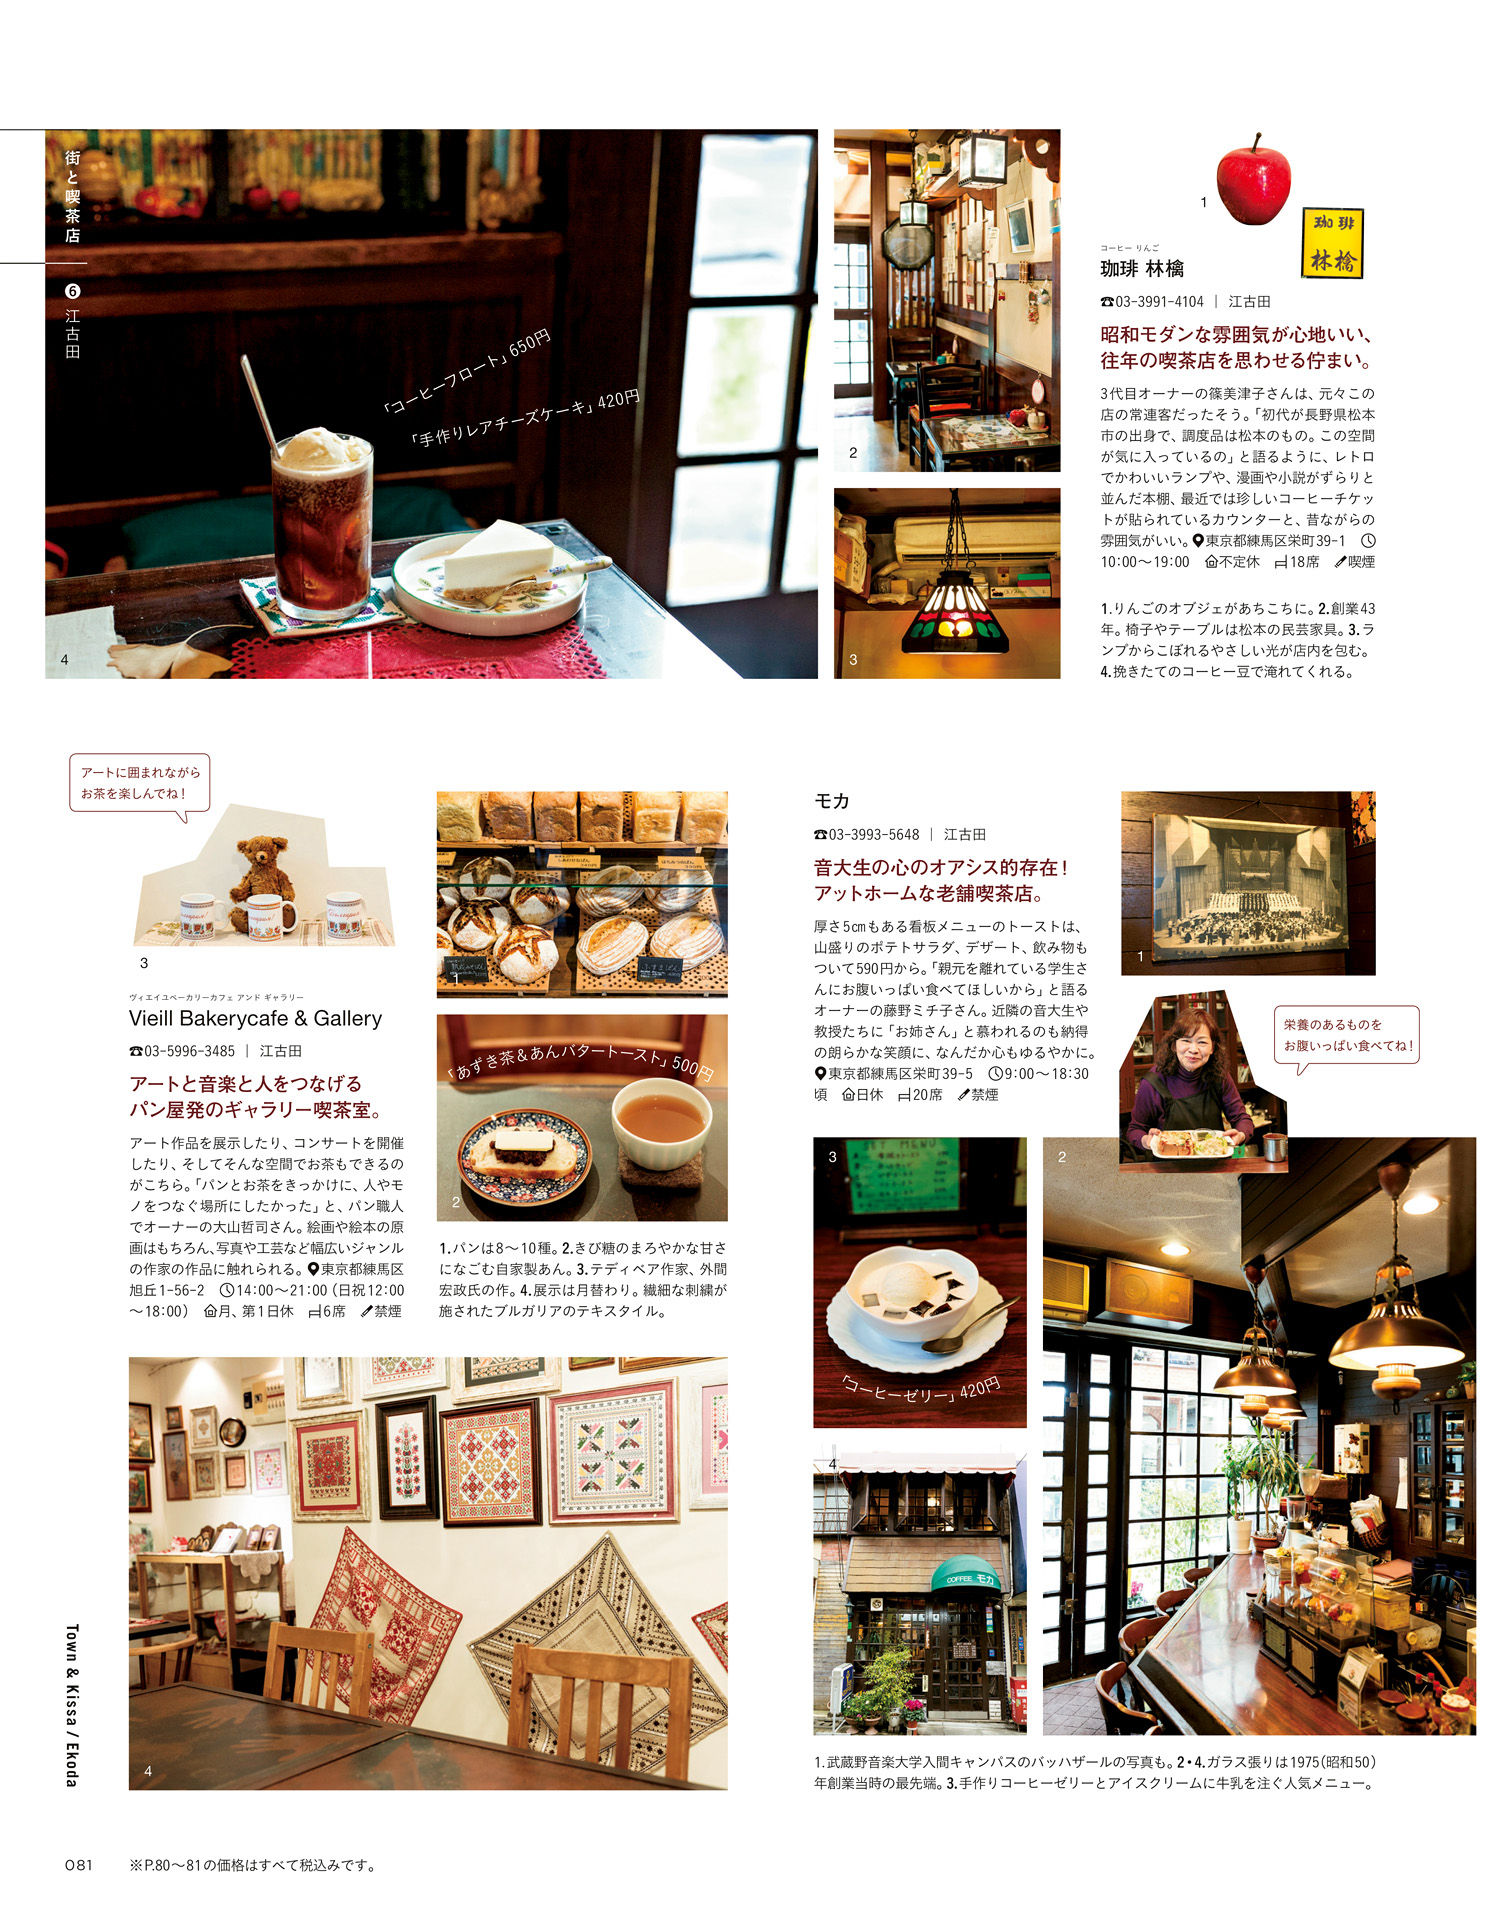 街と喫茶店
❻江古田
「コーヒーフロート」650円
「手作りレアチーズケーキ」420円
4
2
3
1
珈琲
林檎
コーヒー りんご
珈琲 林檎
☎03-3991-4104 | 江古田
昭和モダンな雰囲気が心地いい、
往年の喫茶店を思わせる佇まい。
3代目オーナーの篠美津子さんは、元々この
店の常連客だったそう。「初代が長野県松本
市の出身で、調度品は松本のもの。この空間
が気に入っているの」と語るように、レトロ
でかわいいランプや、漫画や小説がずらりと
並んだ本棚、最近では珍しいコーヒーチケッ
トが貼られているカウンターと、昔ながらの
雰囲気がいい。東京都練馬区栄町39-1
10:00〜19:00 不定休 18席 喫煙
1.りんごのオブジェがあちこちに。2.創業43
年。椅子やテーブルは松本の民芸家具。3.ラ
ンプからこぼれるやさしい光が店内を包む。
4.挽きたてのコーヒー豆で淹れてくれる。
アートに囲まれながら
お茶を楽しんでね!
3
ヴィエイユベーカリーカフェ アンド ギャラリー
Vieill Bakerycafe & Gallery
☎03-5996-3485 | 江古田
アートと音楽と人をつなげる
パン屋発のギャラリー喫茶室。
アート作品を展示したり、コンサートを開催
したり、そしてそんな空間でお茶もできるの
がこちら。「パンとお茶をきっかけに、人やモ
ノをつなぐ場所にしたかった」と、パン職人
でオーナーの大山哲司さん。絵画や絵本の原
画はもちろん、写真や工芸など幅広いジャンル
の作家の作品に触れられる。東京都練馬区
旭丘1-56-2 14:00〜21:00(日祝12:00
〜18:00) 月、第1日休 6席 禁煙
1
「あずき茶&あんバタートースト」500円
2
1.パンは8〜10種。2.きび糖のまろやかな甘さ
になごむ自家製あん。3.テディベア作家、外間
宏政氏の作。4.展示は月替わり。繊細な刺繍が
施されたブルガリアのテキスタイル。
4
モカ
☎03-3993-5648 | 江古田
音大生の心のオアシス的存在!
アットホームな老舗喫茶店。
厚さ5cmもある看板メニューのトーストは、
山盛りのポテトサラダ、デザート、飲み物も
ついて590円から。「親元を離れている学生さ
んにお腹いっぱい食べてほしいから」と語る
オーナーの藤野ミチ子さん。近隣の音大生や
教授たちに「お姉さん」と慕われるのも納得
の朗らかな笑顔に、なんだか心もゆるやかに。
東京都練馬区栄町39-5 9:00〜18:30
頃 日休 20席 禁煙
1
栄養のあるものを
お腹いっぱい食べてね!
3
「コーヒーゼリー」420円
2
4
COFFEE モカ
1.武蔵野音楽大学入間キャンパスのバッハザールの写真も。2・4.ガラス張りは1975(昭和50)
年創業当時の最先端。3.手作りコーヒーゼリーとアイスクリームに牛乳を注ぐ人気メニュー。
Town & Kissa / Ekoda
081
※P.80〜81の価格はすべて税込みです。